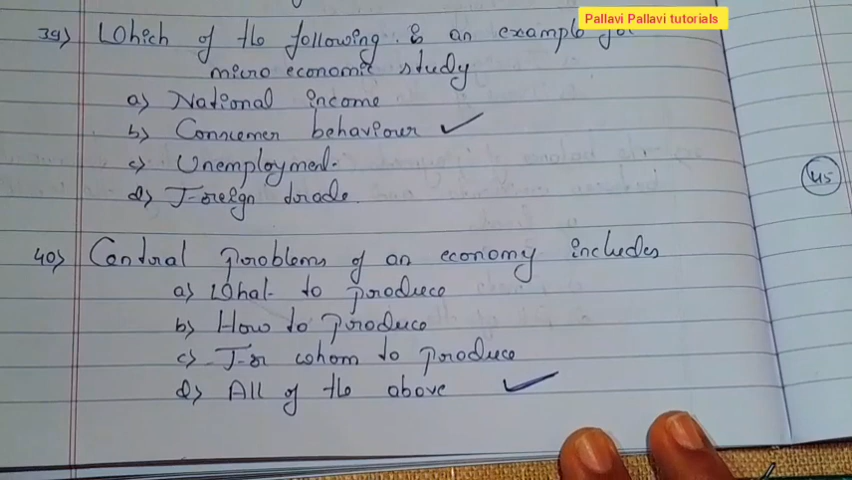 Pallavi Pallavi tutorials
39) Which of the following is an example for
micro economic study
a) National income
b) Consumer behaviour ✓
c) Unemployment
d) Foreign trade.
45
40) Central problems of an economy includes
a) What to produce
b) How to produce
c) For whom to produce
d) All of the above ✓